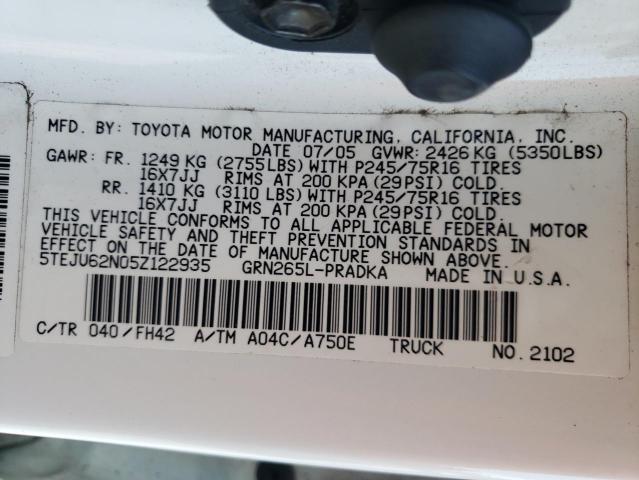 MFD. BY: TOYOTA MOTOR MANUFACTURING, CALIFORNIA, INC.
DATE 07/05 GVWR: 2426 KG (5350LBS)
GAWR: FR. 1249 KG (2755LBS) WITH P245/75R16 TIRES
16X7JJ RIMS AT 200 KPA (29PSI) COLD.
RR. 1410 KG (3110 LBS) WITH P245/75R16 TIRES
16X7JJ RIMS AT 200 KPA (29PSI) COLD.
THIS VEHICLE CONFORMS TO ALL APPLICABLE FEDERAL MOTOR
VEHICLE SAFETY AND THEFT PREVENTION STANDARDS IN
EFFECT ON THE DATE OF MANUFACTURE SHOWN ABOVE.
5TEJU62N05Z122935 GRN265L-PRADKA MADE IN U.S.A.
C/TR 040/FH42 A/TM A04C/A750E TRUCK NO. 2102